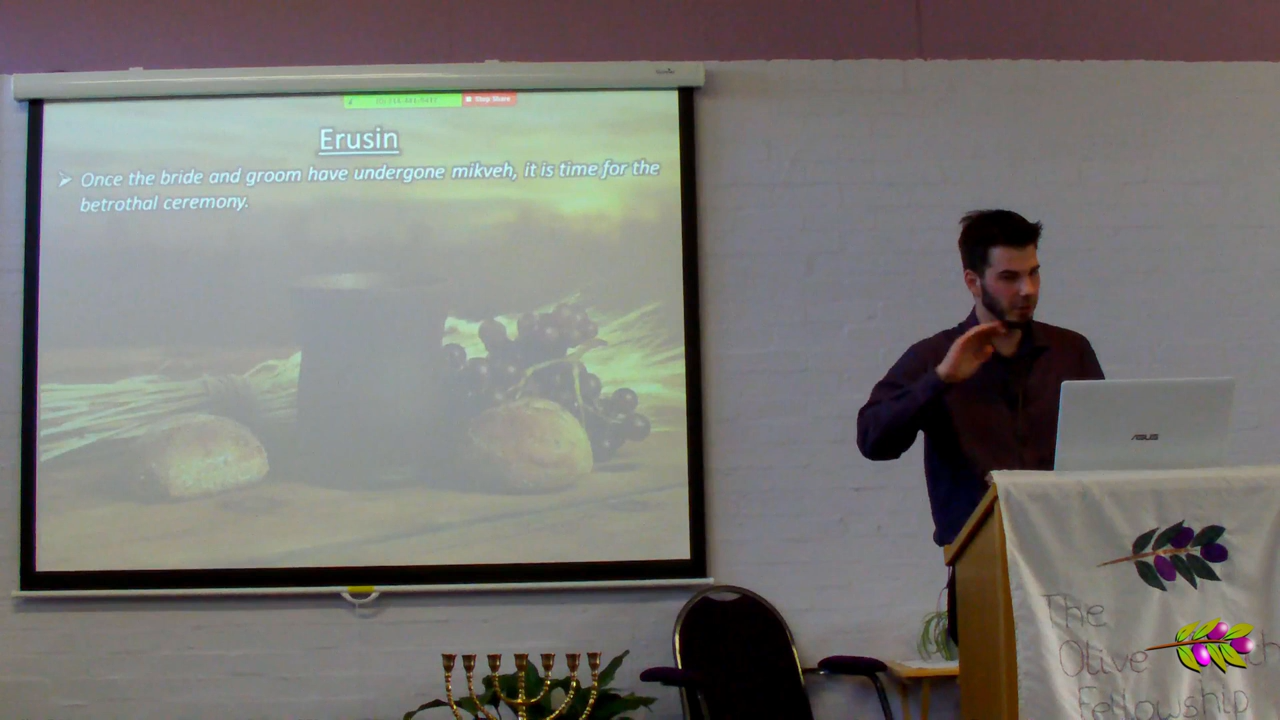 Stop Share
Erusin
Once the bride and groom have undergone mikveh, it is time for the
betrothal ceremony.
ASUS
The
Olive
Fellowship